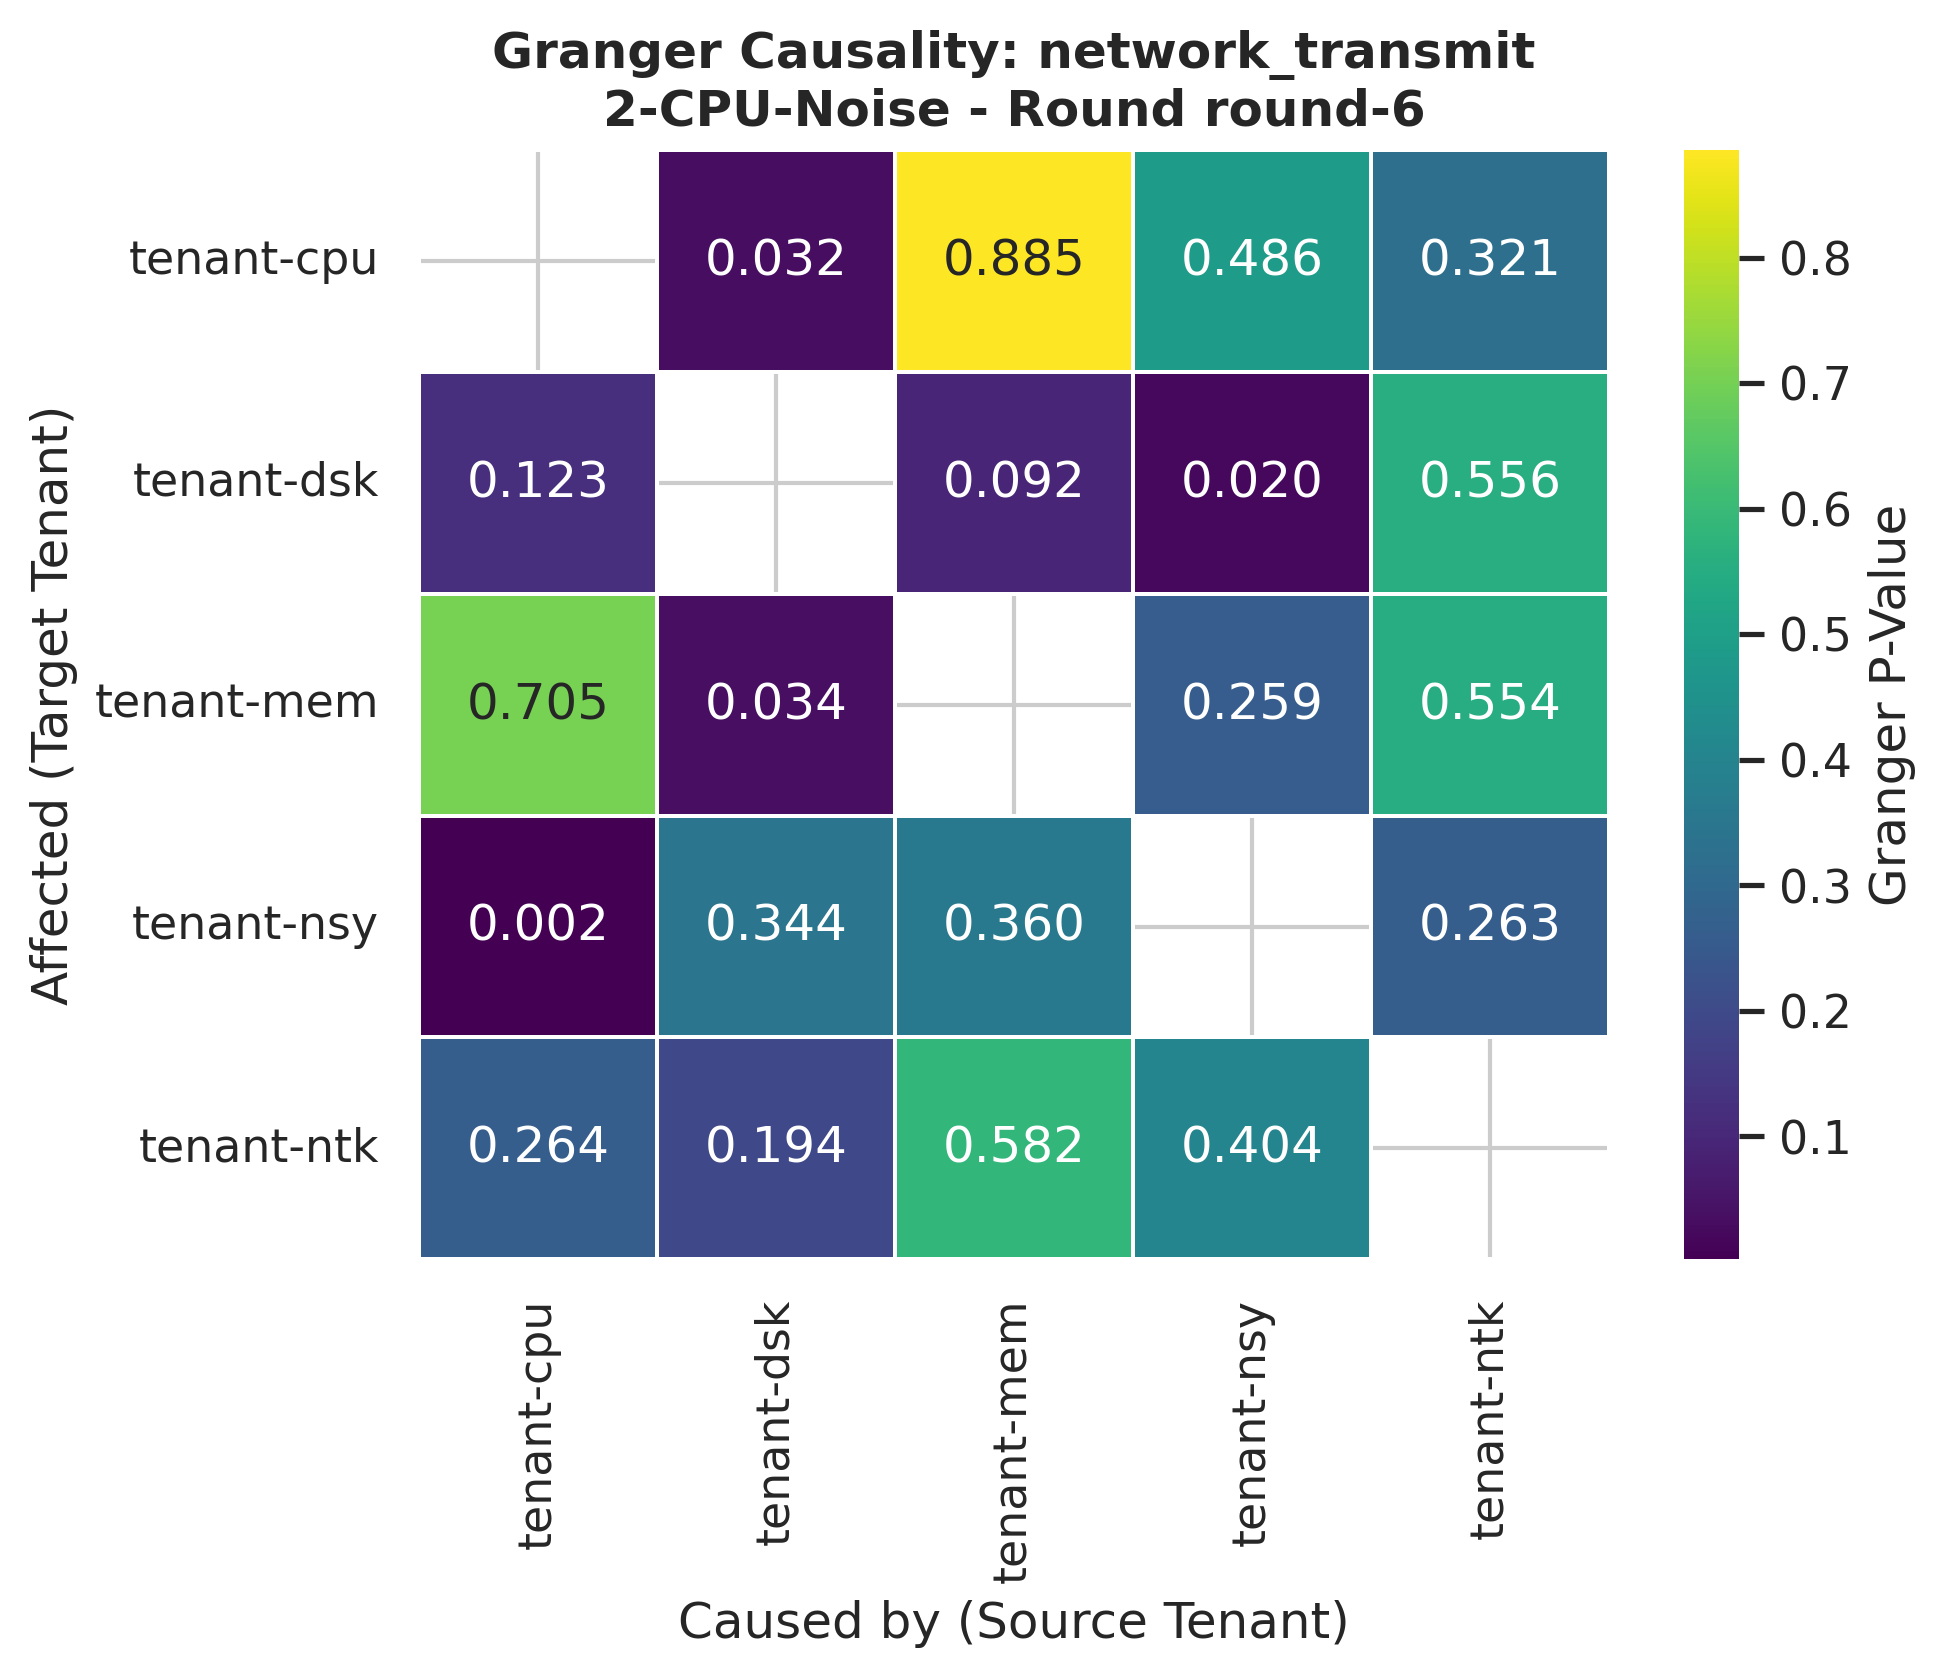 Granger Causality: network_transmit
2-CPU-Noise - Round round-6
Affected (Target Tenant)
tenant-cpu 0.032 0.885 0.486 0.321
tenant-dsk 0.123 0.092 0.020 0.556
tenant-mem 0.705 0.034 0.259 0.554
tenant-nsy 0.002 0.344 0.360 0.263
tenant-ntk 0.264 0.194 0.582 0.404
tenant-cpu tenant-dsk tenant-mem tenant-nsy tenant-ntk
Caused by (Source Tenant)
0.8
0.7
0.6
0.5
0.4
0.3
0.2
0.1
Granger P-Value